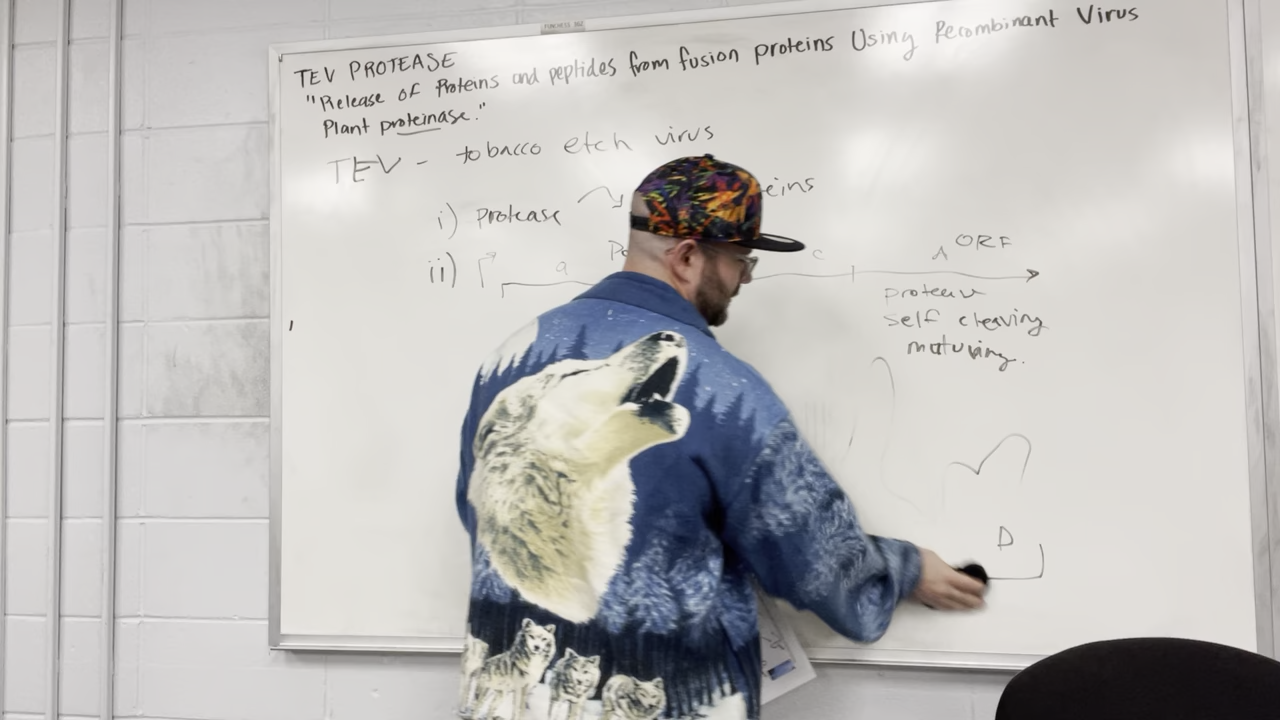 TEV PROTEASE
"Release of Proteins and peptides from fusion proteins Using Recombinant Virus
Plant proteinase."
TEV - tobacco etch virus
i) Protease
ii) a c ORF
self cleaving
maturing.
D